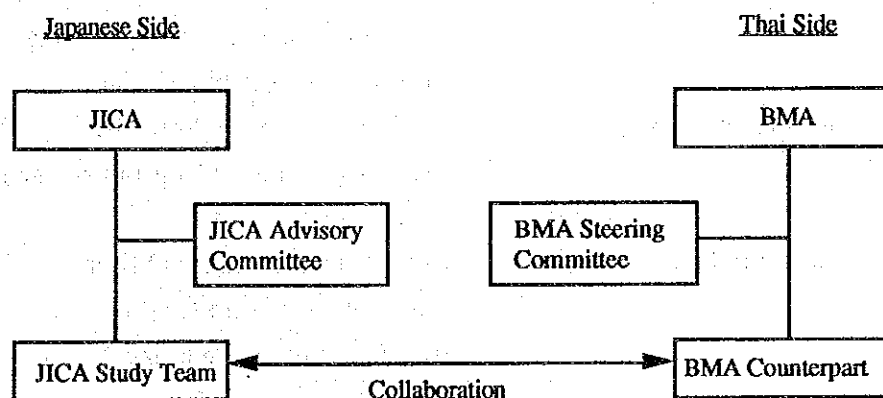 Japanese Side
Thai Side
JICA
BMA
JICA Advisory
Committee
BMA Steering
Committee
JICA Study Team
BMA Counterpart
Collaboration